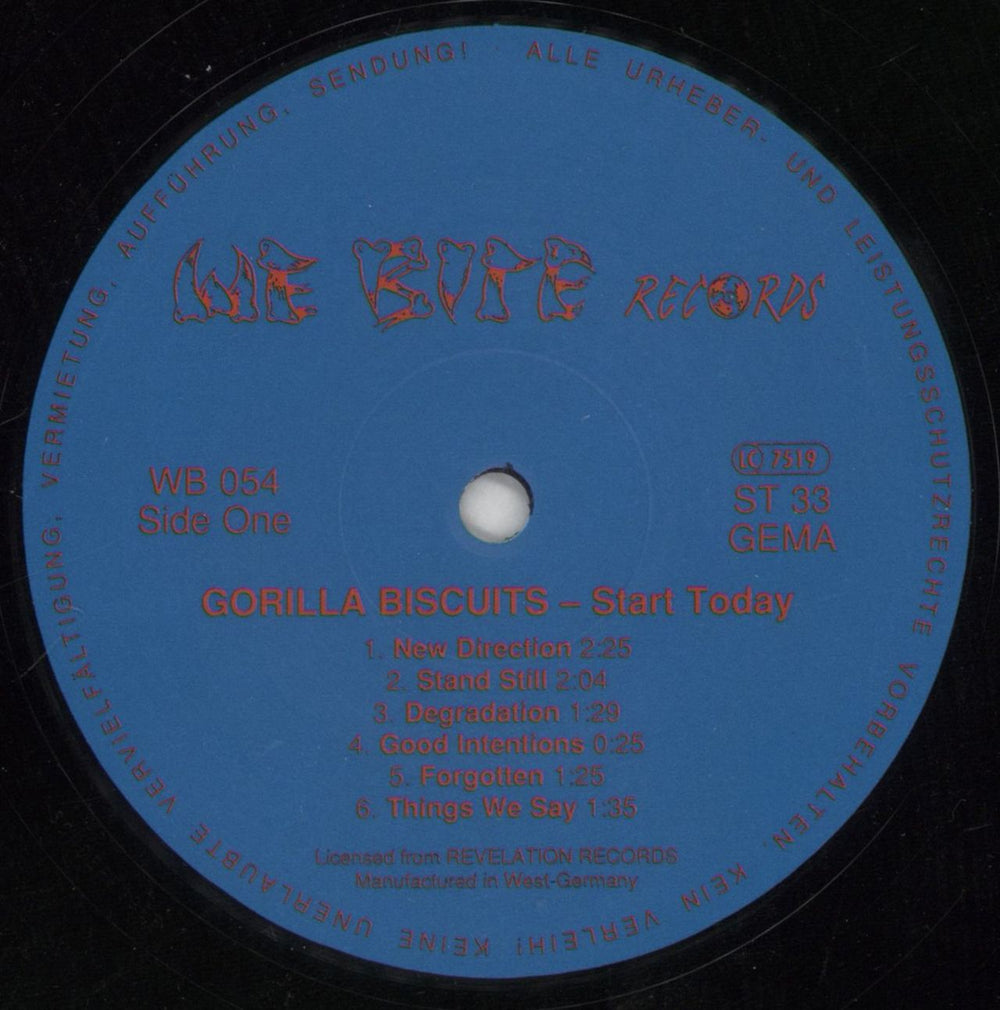 ALLE URHEBER- UND LEISTUNGSSCHUTZRECHTE VORBEHALTEN. KEIN VERLEIH! KEINE UNERLAUBTE VERVIELFÄLTIGUNG, VERMIETUNG, AUFFÜHRUNG, SENDUNG!
WE BITE RECORDS
WB 054
Side One
LC 7519
ST 33
GEMA
GORILLA BISCUITS – Start Today
1. New Direction 2:25
2. Stand Still 2:04
3. Degradation 1:29
4. Good Intentions 0:25
5. Forgotten 1:25
6. Things We Say 1:35
Licensed from REVELATION RECORDS
Manufactured in West-Germany